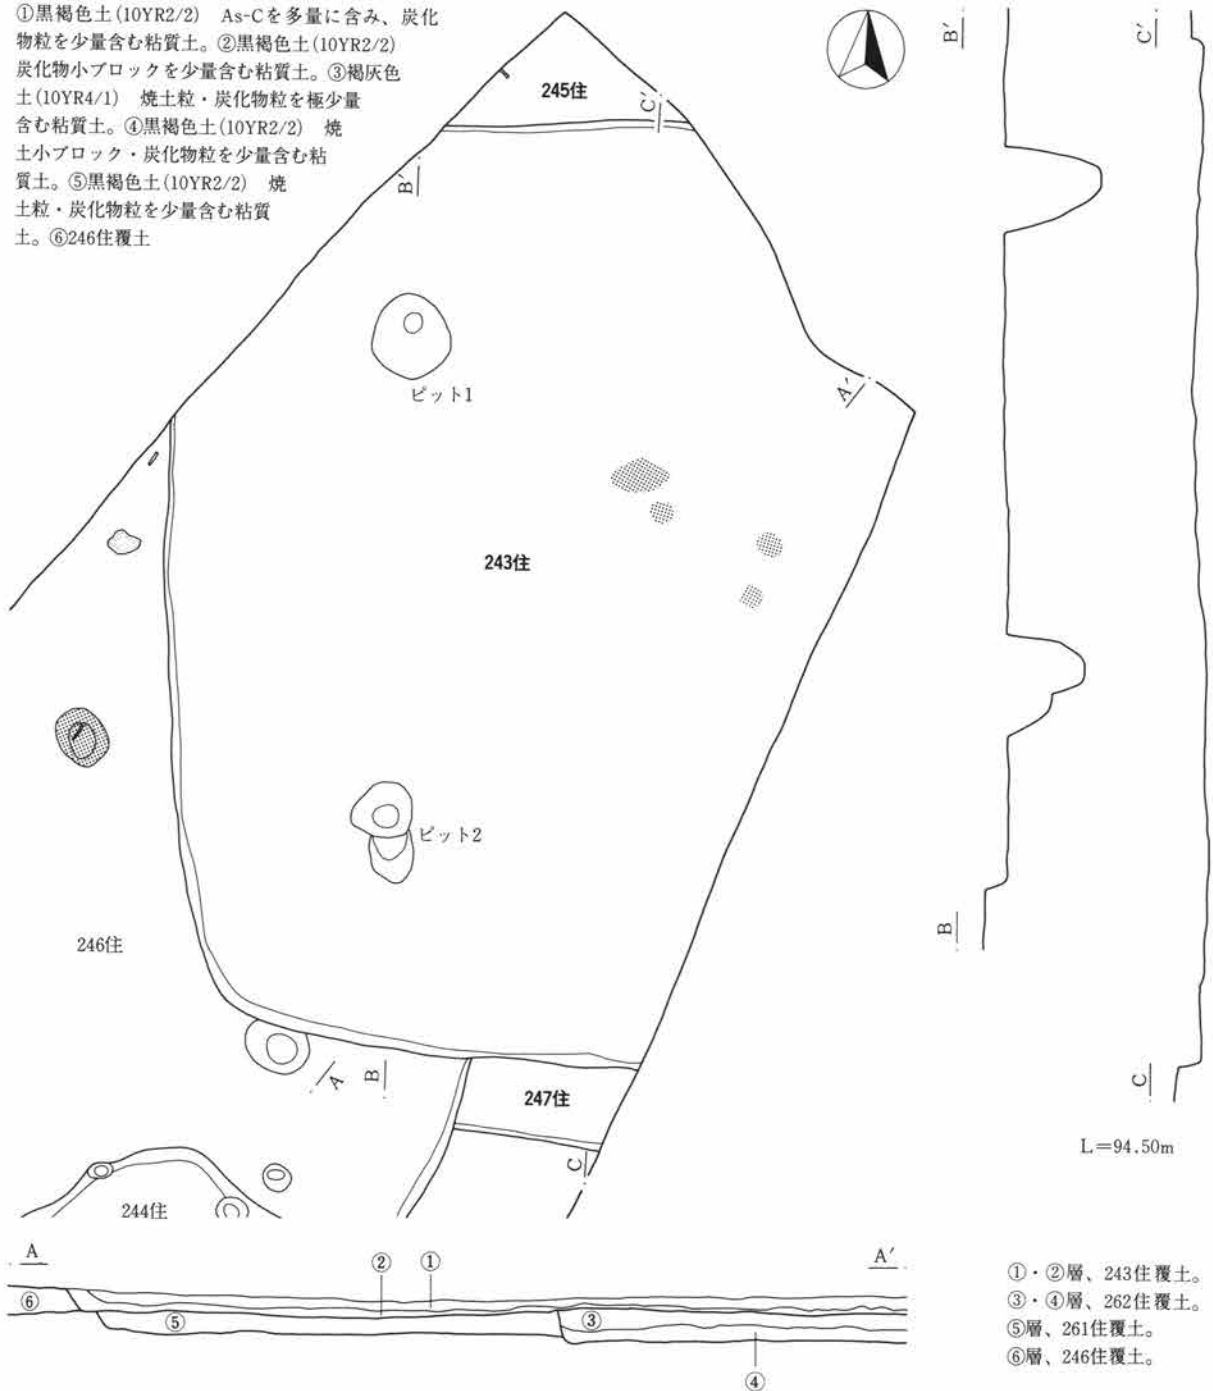 ①黒褐色土(10YR2/2)　As-Cを多量に含み、炭化
物粒を少量含む粘質土。②黒褐色土(10YR2/2)
炭化物小ブロックを少量含む粘質土。③褐灰色
土(10YR4/1)　焼土粒・炭化物粒を極少量
含む粘質土。④黒褐色土(10YR2/2)　焼
土小ブロック・炭化物粒を少量含む粘
質土。⑤黒褐色土(10YR2/2)　焼
土粒・炭化物粒を少量含む粘質
土。⑥246住覆土
245住
C′
B′
B′
C′
ピット1
A′
243住
ピット2
246住
B
A
B
247住
C
C
244住
L＝94.50m
A
②
①
A′
⑥
⑤
③
④
①・②層、243住覆土。
③・④層、262住覆土。
⑤層、261住覆土。
⑥層、246住覆土。